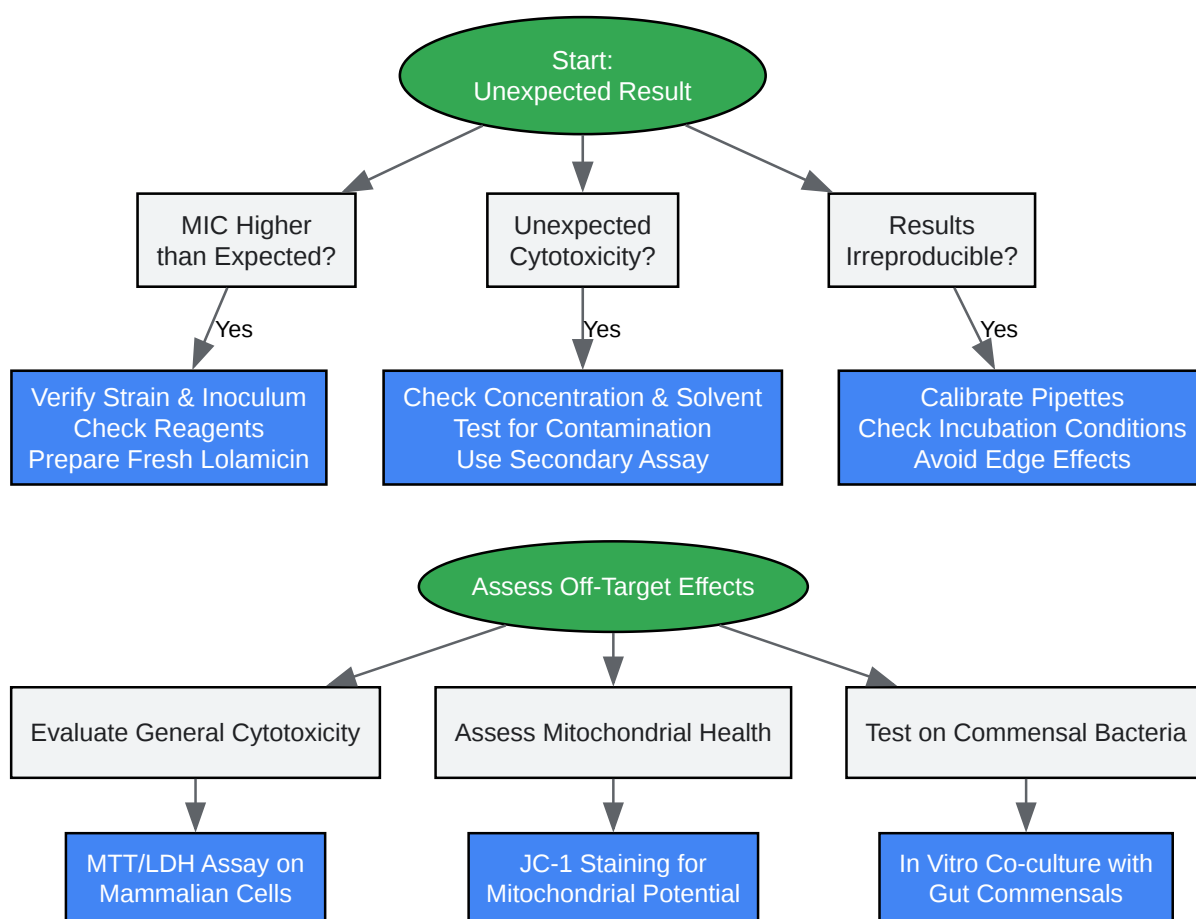 Start:
Unexpected Result
MIC Higher
than Expected?
Unexpected
Cytotoxicity?
Results
Irreproducible?
Yes
Yes
Yes
Verify Strain & Inoculum
Check Reagents
Prepare Fresh Lolamicin
Check Concentration & Solvent
Test for Contamination
Use Secondary Assay
Calibrate Pipettes
Check Incubation Conditions
Avoid Edge Effects
Assess Off-Target Effects
Evaluate General Cytotoxicity
Assess Mitochondrial Health
Test on Commensal Bacteria
MTT/LDH Assay on
Mammalian Cells
JC-1 Staining for
Mitochondrial Potential
In Vitro Co-culture with
Gut Commensals